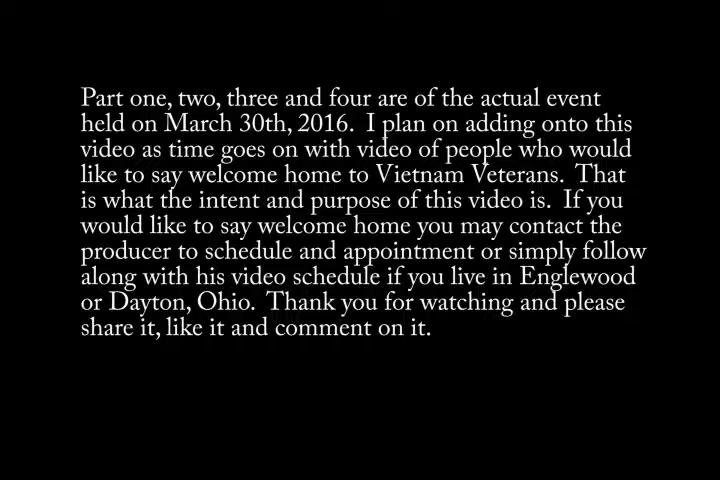 Part one, two, three and four are of the actual event
held on March 30th, 2016.  I plan on adding onto this
video as time goes on with video of people who would
like to say welcome home to Vietnam Veterans.  That
is what the intent and purpose of this video is.  If you
would like to say welcome home you may contact the
producer to schedule and appointment or simply follow
along with his video schedule if you live in Englewood
or Dayton, Ohio.  Thank you for watching and please
share it, like it and comment on it.